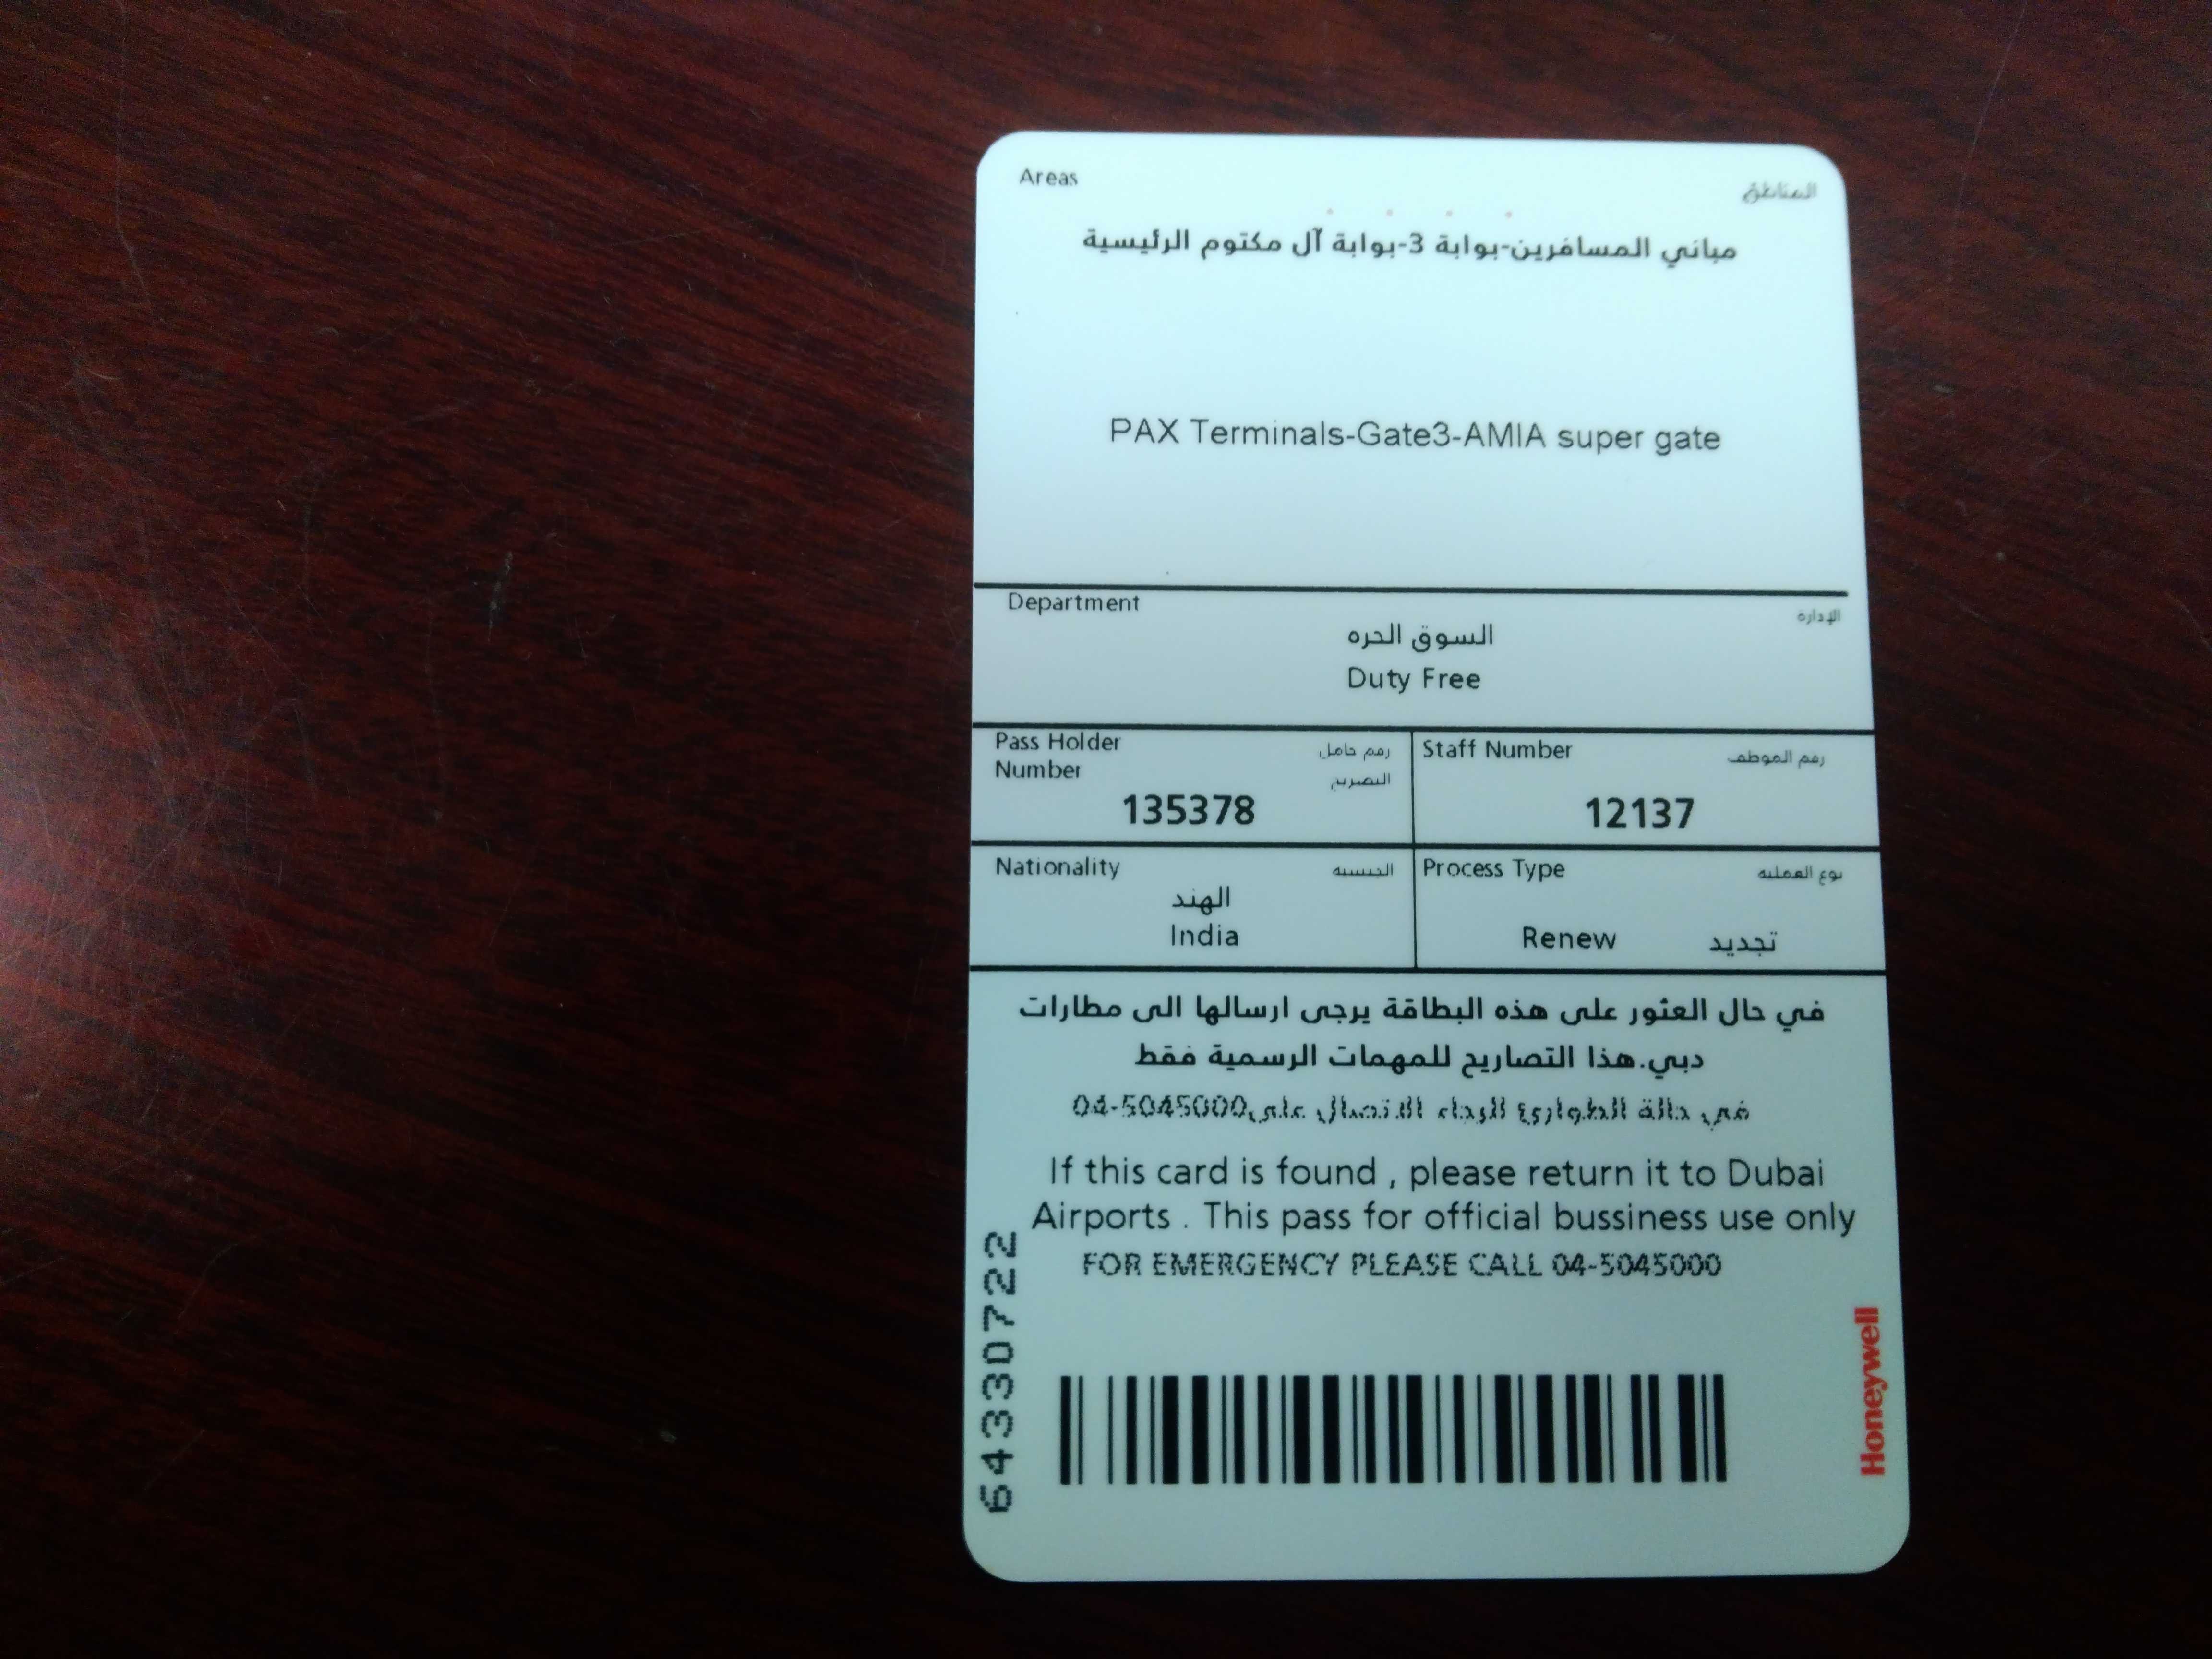 Areas
المناطق
مباني المسافرين-بوابة 3-بوابة آل مكتوم الرئيسية
PAX Terminals-Gate3-AMIA super gate
Department
الإدارة
السوق الحره
Duty Free
Pass Holder
Number
رقم حامل
التصريح
135378
Staff Number
رقم الموظف
12137
Nationality
الجنسية
الهند
India
Process Type
نوع العملية
Renew تجديد
في حال العثور على هذه البطاقة يرجى ارسالها الى مطارات
دبي.هذا التصاريح للمهمات الرسمية فقط
في حالة الطوارئ الرجاء الاتصال على04-5045000
If this card is found , please return it to Dubai
Airports . This pass for official bussiness use only
FOR EMERGENCY PLEASE CALL 04-5045000
64330722
Honeywell